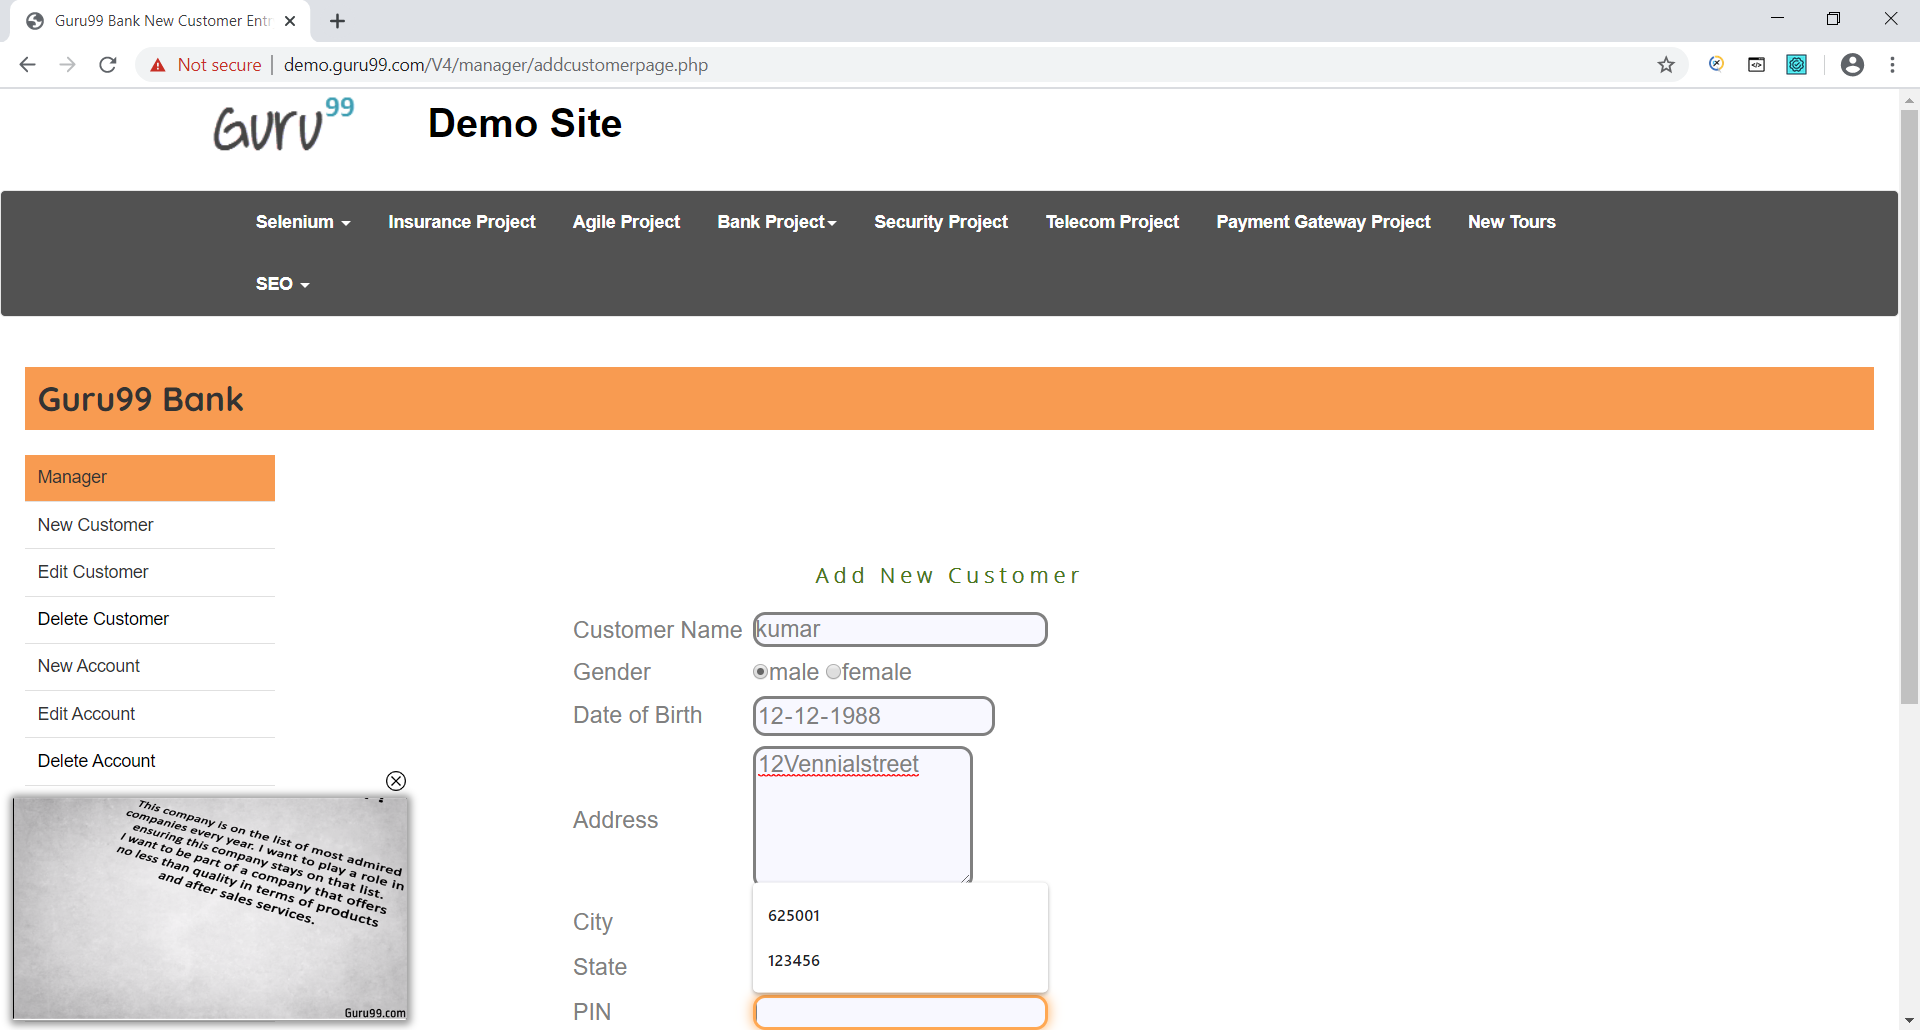 Guru99 Bank New Customer Entr
Not secure | demo.guru99.com/V4/manager/addcustomerpage.php
Guru99 Demo Site
Selenium Insurance Project Agile Project Bank Project Security Project Telecom Project Payment Gateway Project New Tours
SEO
Guru99 Bank
Manager
New Customer
Edit Customer
Delete Customer
New Account
Edit Account
Delete Account
Add New Customer
Customer Name kumar
Gender male female
Date of Birth 12-12-1988
Address 12Vennialstreet
City
State
PIN
625001
123456
This company is on the list of most admired
companies every year. I want to play a role in
ensuring this company stays on that list.
I want to be part of a company that offers
no less than quality in terms of products
and after sales services.
Guru99.com